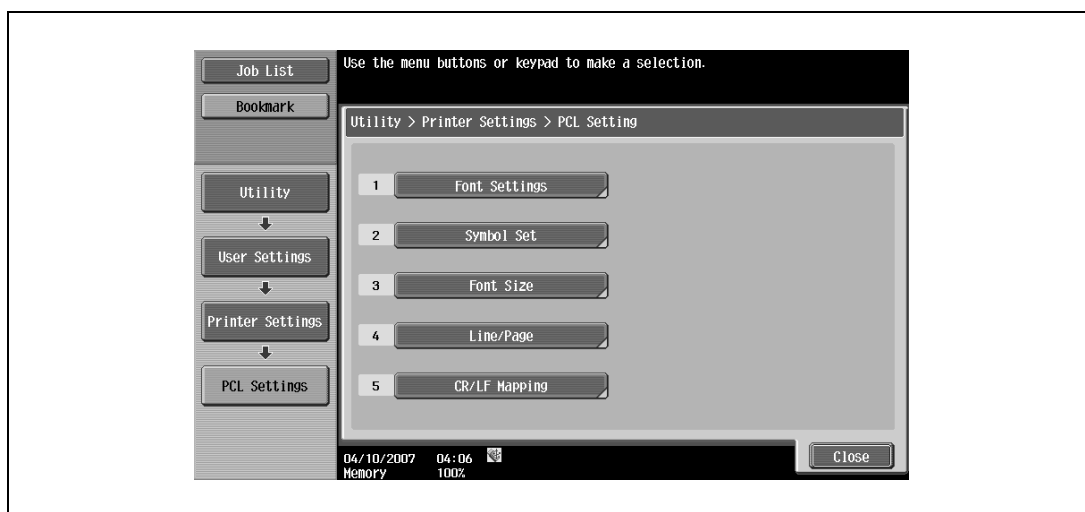 Job List
Bookmark
Utility
User Settings
Printer Settings
PCL Settings
Use the menu buttons or keypad to make a selection.
Utility > Printer Settings > PCL Setting
1 Font Settings
2 Symbol Set
3 Font Size
4 Line/Page
5 CR/LF Mapping
04/10/2007 04:06
Memory 100%
Close